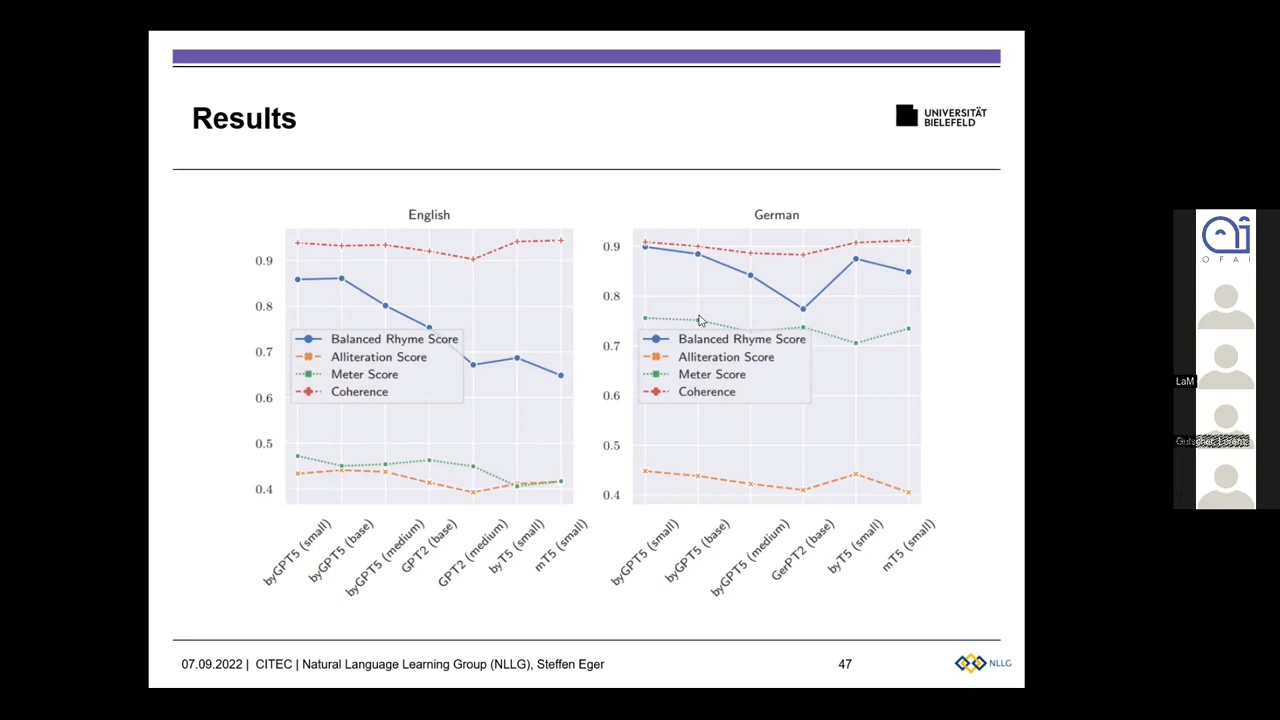 Results
UNIVERSITÄT
BIELEFELD
English
0.9
0.8
0.7
0.6
0.5
0.4
Balanced Rhyme Score
Alliteration Score
Meter Score
Coherence
byGPT5 (small)
byGPT5 (base)
byGPT5 (medium)
GPT2 (base)
GPT2 (medium)
byT5 (small)
mT5 (small)
German
0.9
0.8
0.7
0.6
0.5
0.4
Balanced Rhyme Score
Alliteration Score
Meter Score
Coherence
byGPT5 (small)
byGPT5 (base)
byGPT5 (medium)
GerPT2 (base)
byT5 (small)
mT5 (small)
07.09.2022 | CITEC | Natural Language Learning Group (NLLG), Steffen Eger
47
NLLG
OFAI
LaM